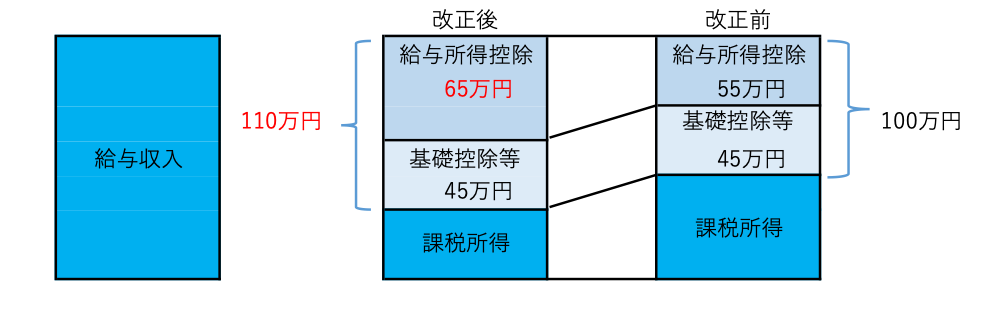 改正後
改正前
給与収入
110万円
給与所得控除
65万円
基礎控除等
45万円
課税所得
給与所得控除
55万円
基礎控除等
45万円
課税所得
100万円